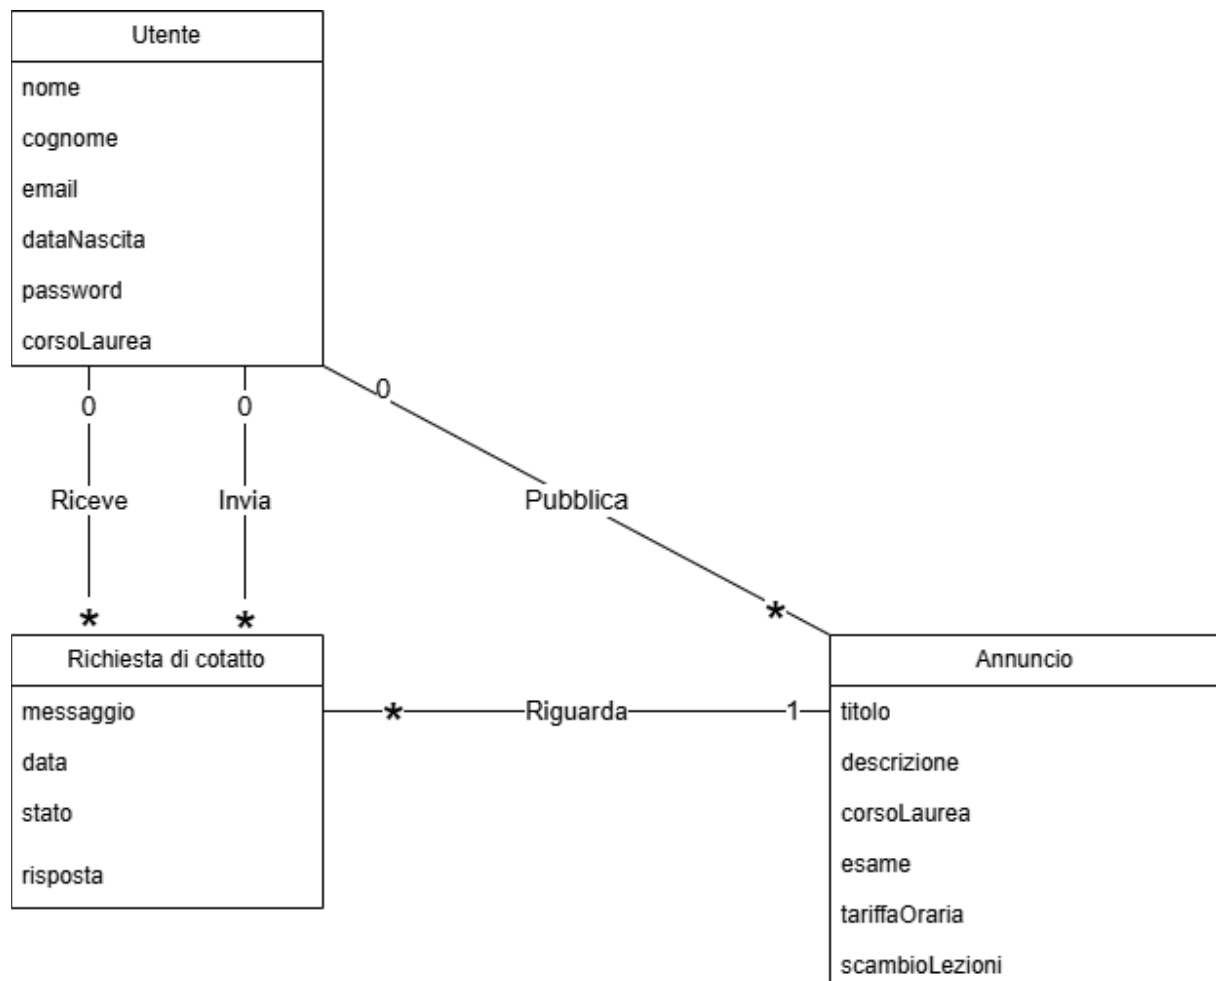 Utente
nome
cognome
email
dataNascita
password
corsoLaurea
0
0
0
Riceve
Invia
Pubblica
*
*
*
Richiesta di cotatto
messaggio
data
stato
risposta
*
Riguarda
1
Annuncio
titolo
descrizione
corsoLaurea
esame
tariffaOraria
scambioLezioni